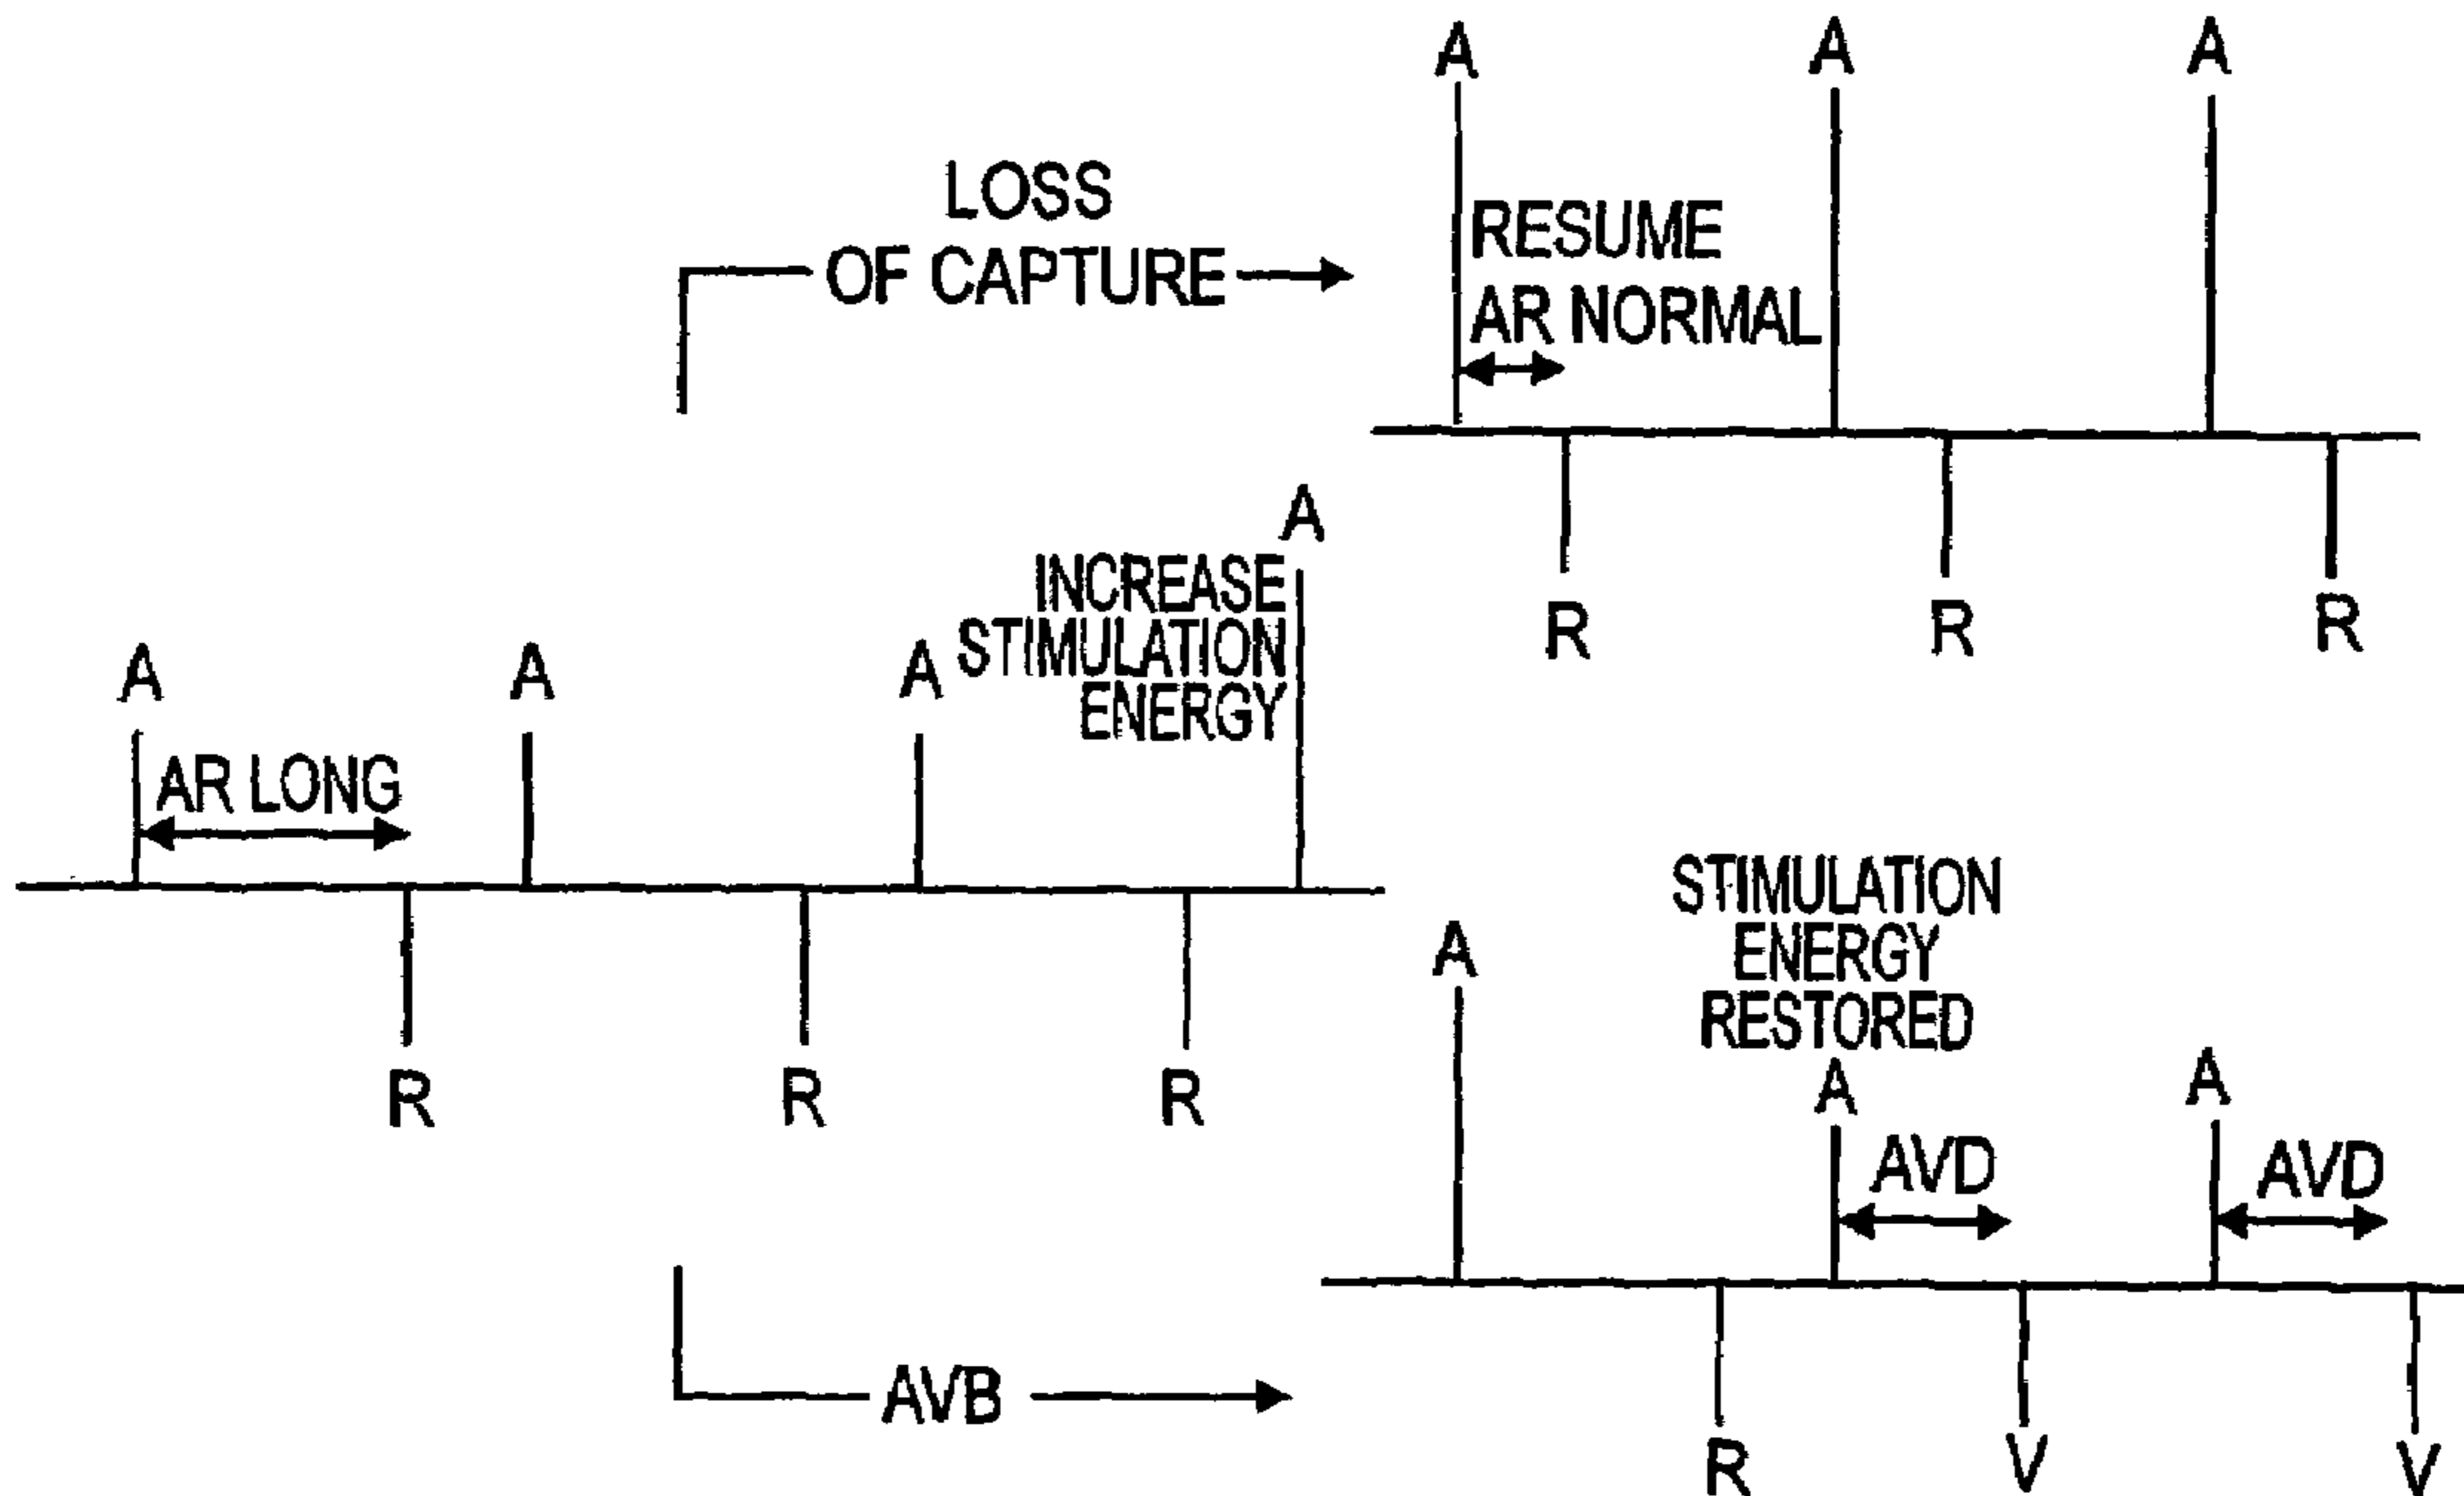 A A A
LOSS
OF CAPTURE
RESUME
AR NORMAL
R R R
A A A A
INCREASE
STIMULATION
ENERGY
AR LONG
R R R
A
STIMULATION
ENERGY
RESTORED
A A
AVD AVD
AVB
R V V